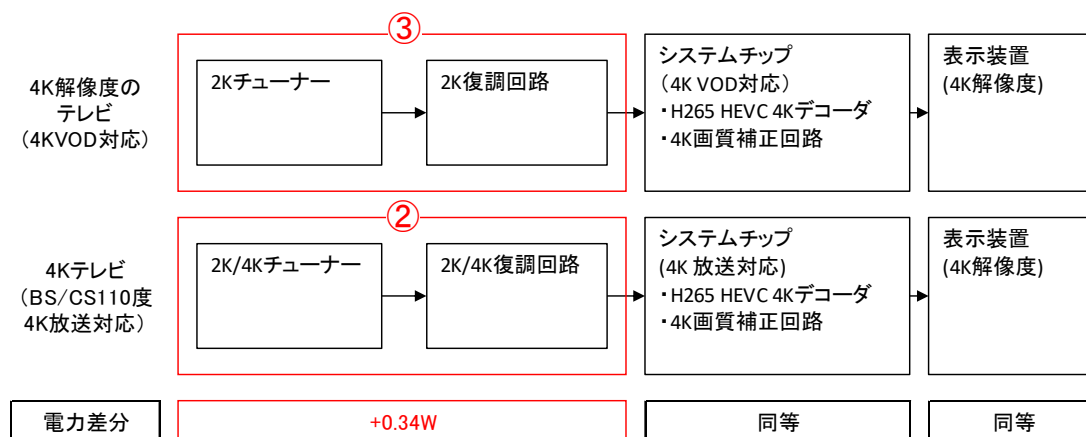 ③
4K解像度の
テレビ
（4KVOD対応）
2Kチューナー
2K復調回路
システムチップ
（4K VOD対応）
・H265 HEVC 4Kデコーダ
・4K画質補正回路
表示装置
(4K解像度)
②
4Kテレビ
（BS/CS110度
4K放送対応）
2K/4Kチューナー
2K/4K復調回路
システムチップ
(4K 放送対応)
・H265 HEVC 4Kデコーダ
・4K画質補正回路
表示装置
(4K解像度)
電力差分
+0.34W
同等
同等